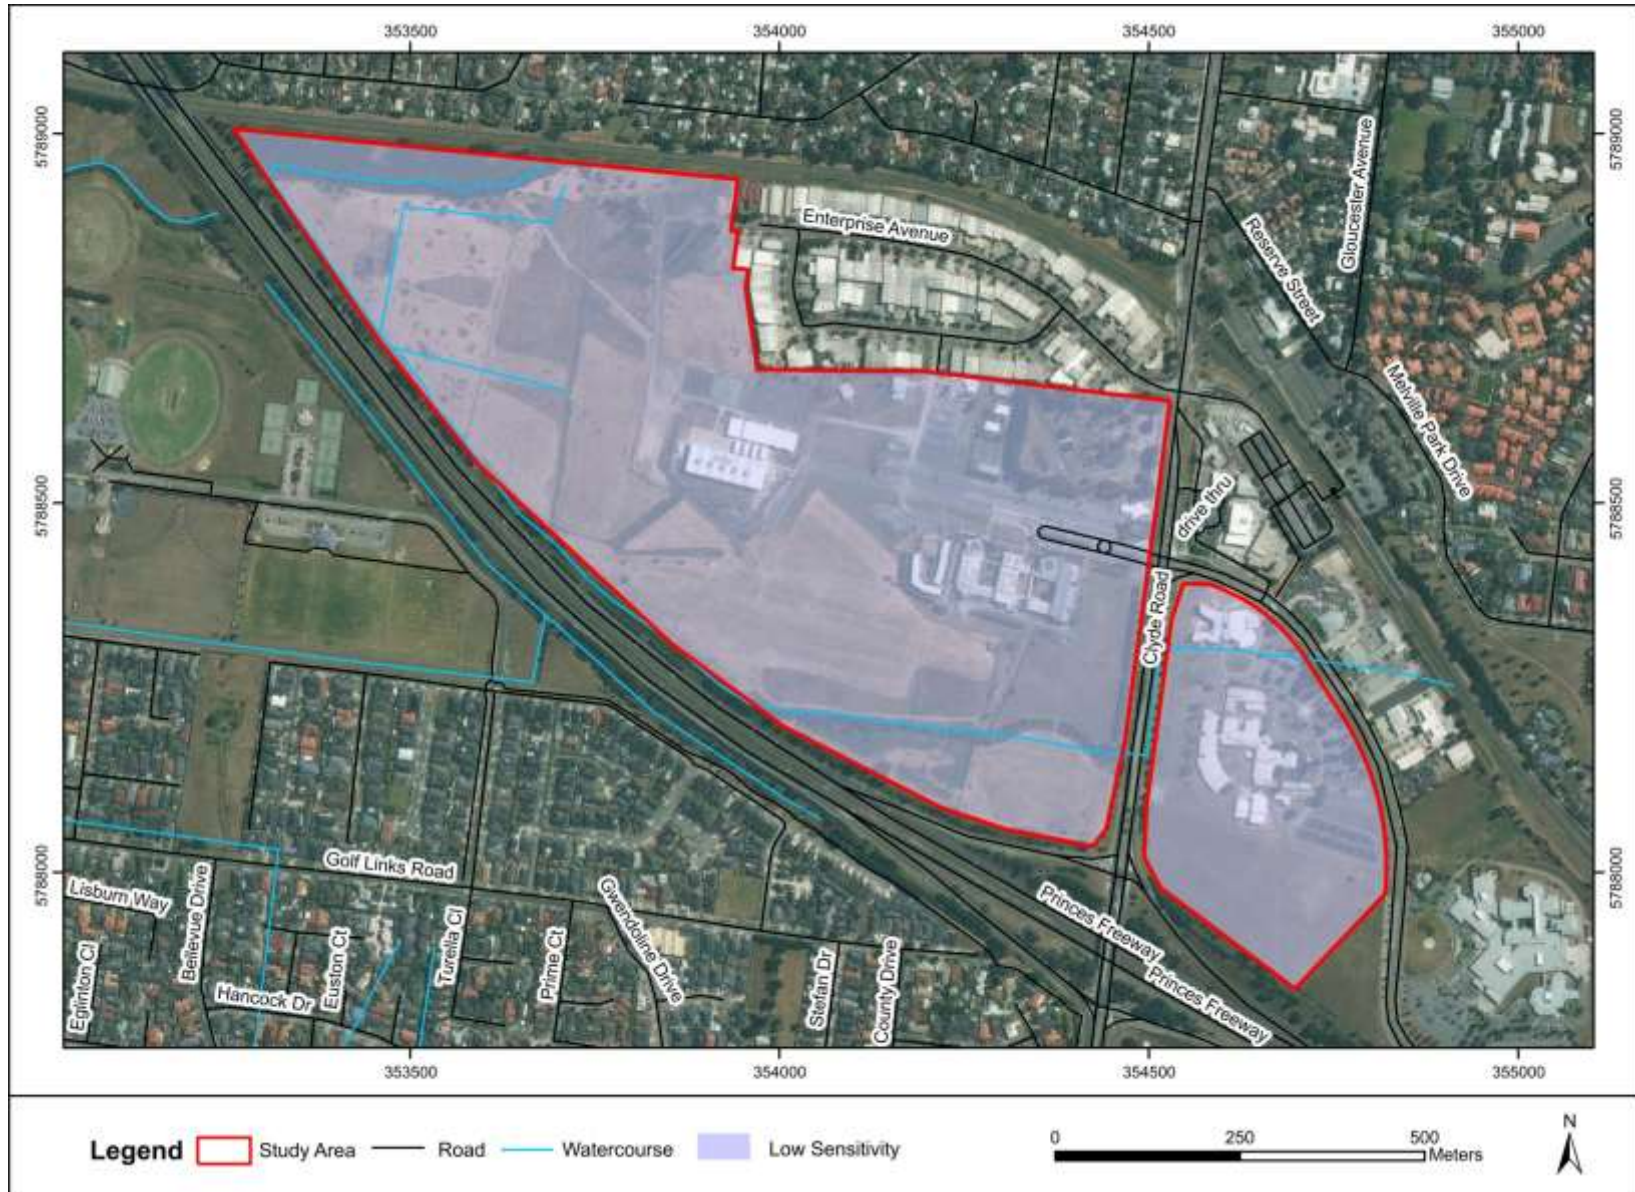 353500 354000 354500 355000
5789000
5789000
Gloucester Avenue
Enterprise Avenue
Reserve Street
Melville Park Drive
5788500
5788500
drive thru
Clyde Road
5788000
5788000
Golf Links Road
Lisburn Way
Bellevue Drive
Gwendoline Drive
Princes Freeway
Princes Freeway
Eglinton Cl
Hancock Dr
Euston Ct
Turella Cl
Prime Ct
Stefan Dr
County Drive
353500 354000 354500 355000
Legend Study Area Road Watercourse Low Sensitivity
0 250 500
Meters
N